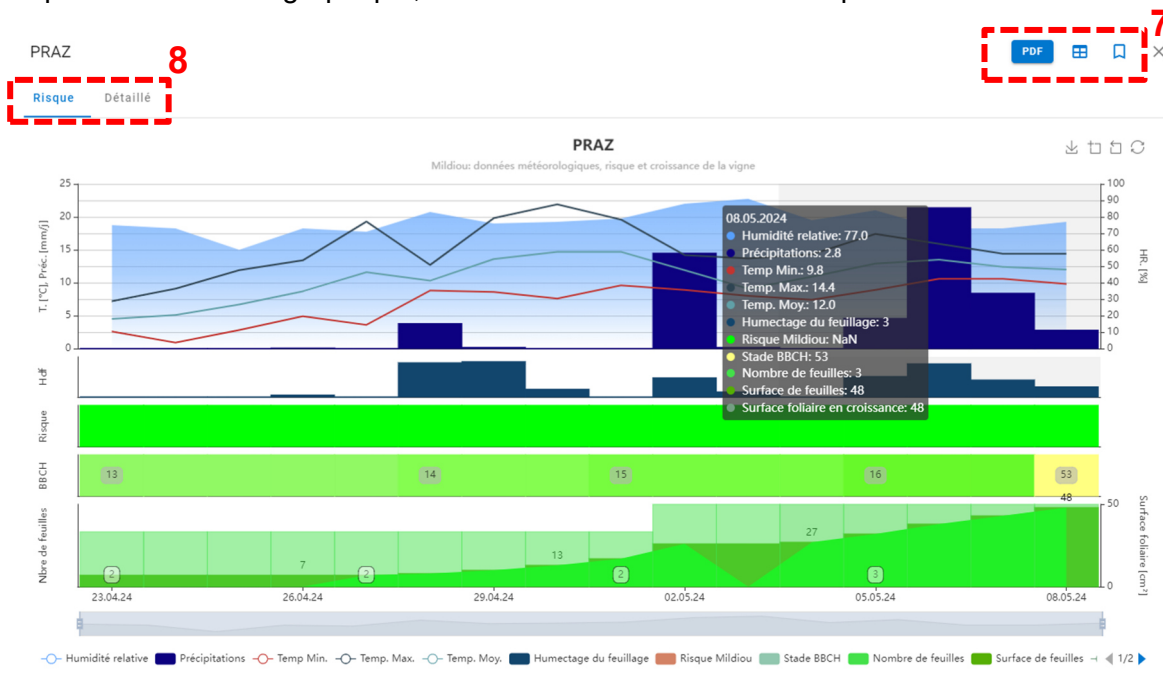 7
PRAZ
8
PDF
Risque Détaillé
PRAZ
Mildiou: données météorologiques, risque et croissance de la vigne
25
20
15
10
5
0
T. [°C], Préc. [mm/j]
100
90
80
70
60
50
40
30
20
10
0
HR. [%]
08.05.2024
Humidité relative: 77.0
Précipitations: 2.8
Temp Min.: 9.8
Temp. Max.: 14.4
Temp. Moy.: 12.0
Humectage du feuillage: 3
Risque Mildiou: NaN
Stade BBCH: 53
Nombre de feuilles: 3
Surface de feuilles: 48
Surface foliaire en croissance: 48
Hdf
Risque
BBCH
13 14 15 16 53
Nbre de feuilles
48
27
13
7
2 2 2 3
50
0
Surface foliaire [cm²]
23.04.24 26.04.24 29.04.24 02.05.24 05.05.24 08.05.24
Humidité relative Précipitations Temp Min. Temp. Max. Temp. Moy. Humectage du feuillage Risque Mildiou Stade BBCH Nombre de feuilles Surface de feuilles 1/2